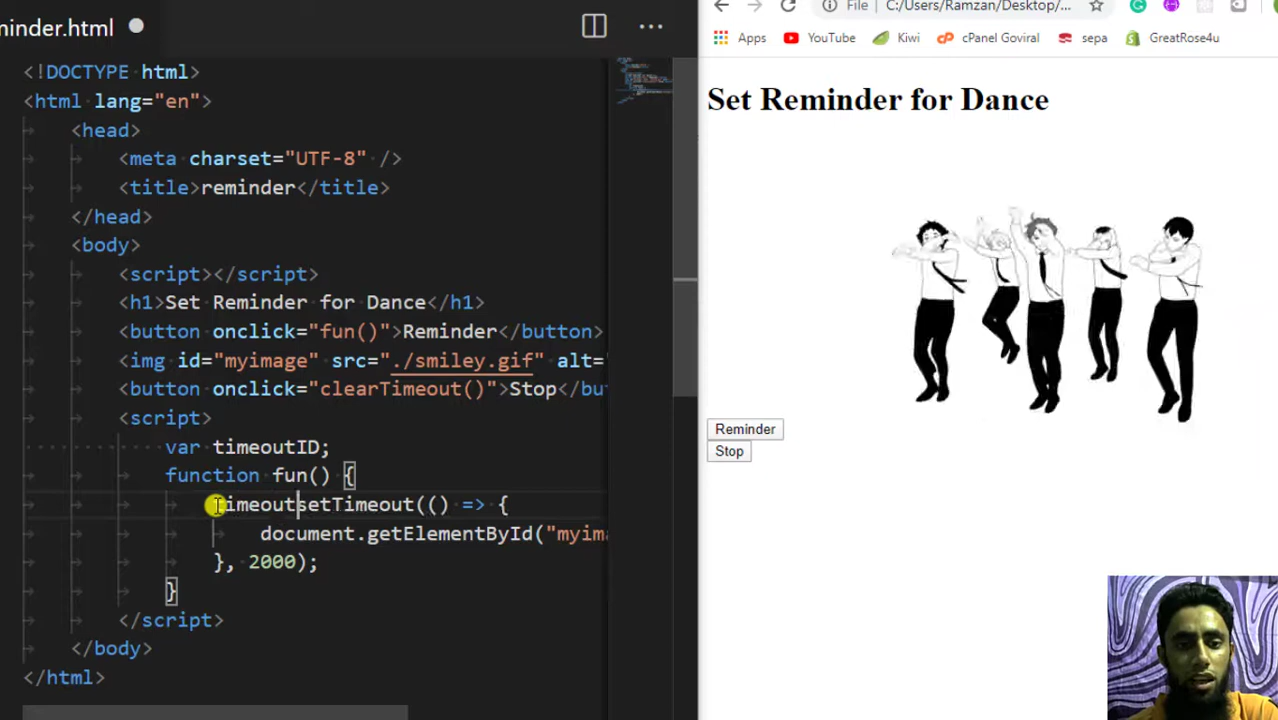 minder.html
File C:/Users/Ramzan/Desktop/...
Apps YouTube Kiwi cPanel Goviral sepa GreatRose4u
<!DOCTYPE html>
<html lang="en">
<head>
<meta charset="UTF-8" />
<title>reminder</title>
</head>
<body>
<script></script>
<h1>Set Reminder for Dance</h1>
<button onclick="fun()">Reminder</button>
<img id="myimage" src="./smiley.gif" alt=
<button onclick="clearTimeout()">Stop</bu
<script>
var timeoutID;
function fun() {
timeoutsetTimeout(() => {
document.getElementById("myima
}, 2000);
}
</script>
</body>
</html>
Set Reminder for Dance
Reminder
Stop